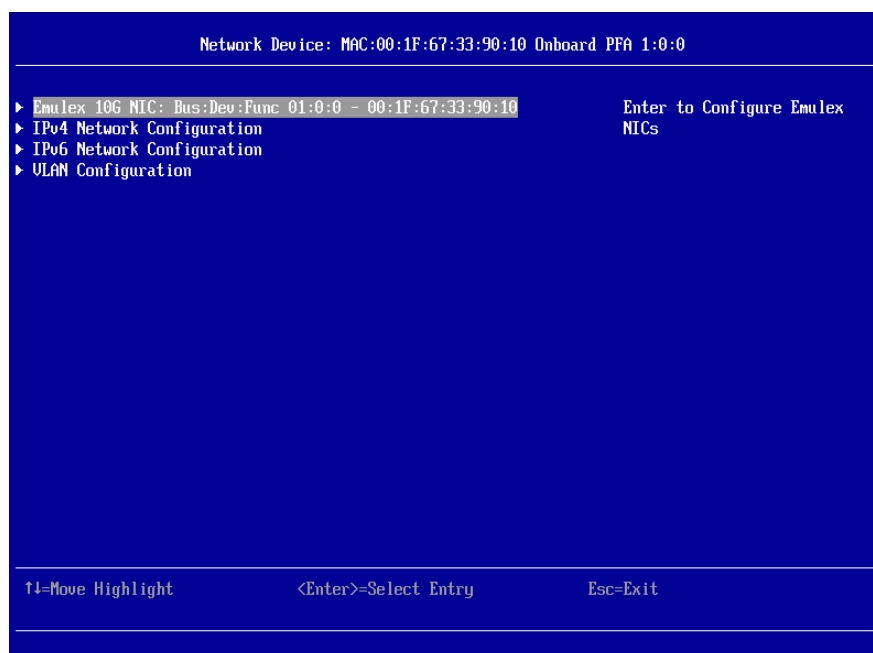 Network Device: MAC:00:1F:67:33:90:10 Onboard PFA 1:0:0
Emulex 10G NIC: Bus:Dev:Func 01:0:0 - 00:1F:67:33:90:10
IPv4 Network Configuration
IPv6 Network Configuration
VLAN Configuration
Enter to Configure Emulex
NICs
↑↓=Move Highlight <Enter>=Select Entry Esc=Exit